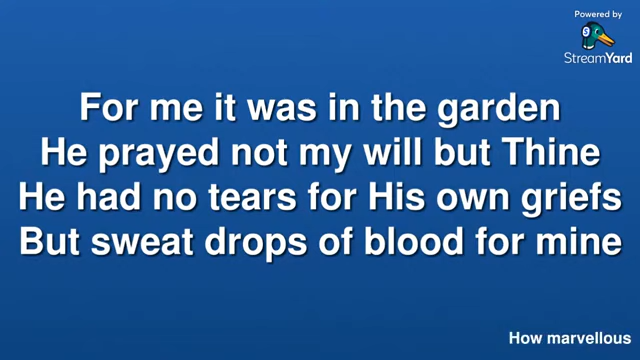 Powered by
StreamYard
For me it was in the garden
He prayed not my will but Thine
He had no tears for His own griefs
But sweat drops of blood for mine
How marvellous